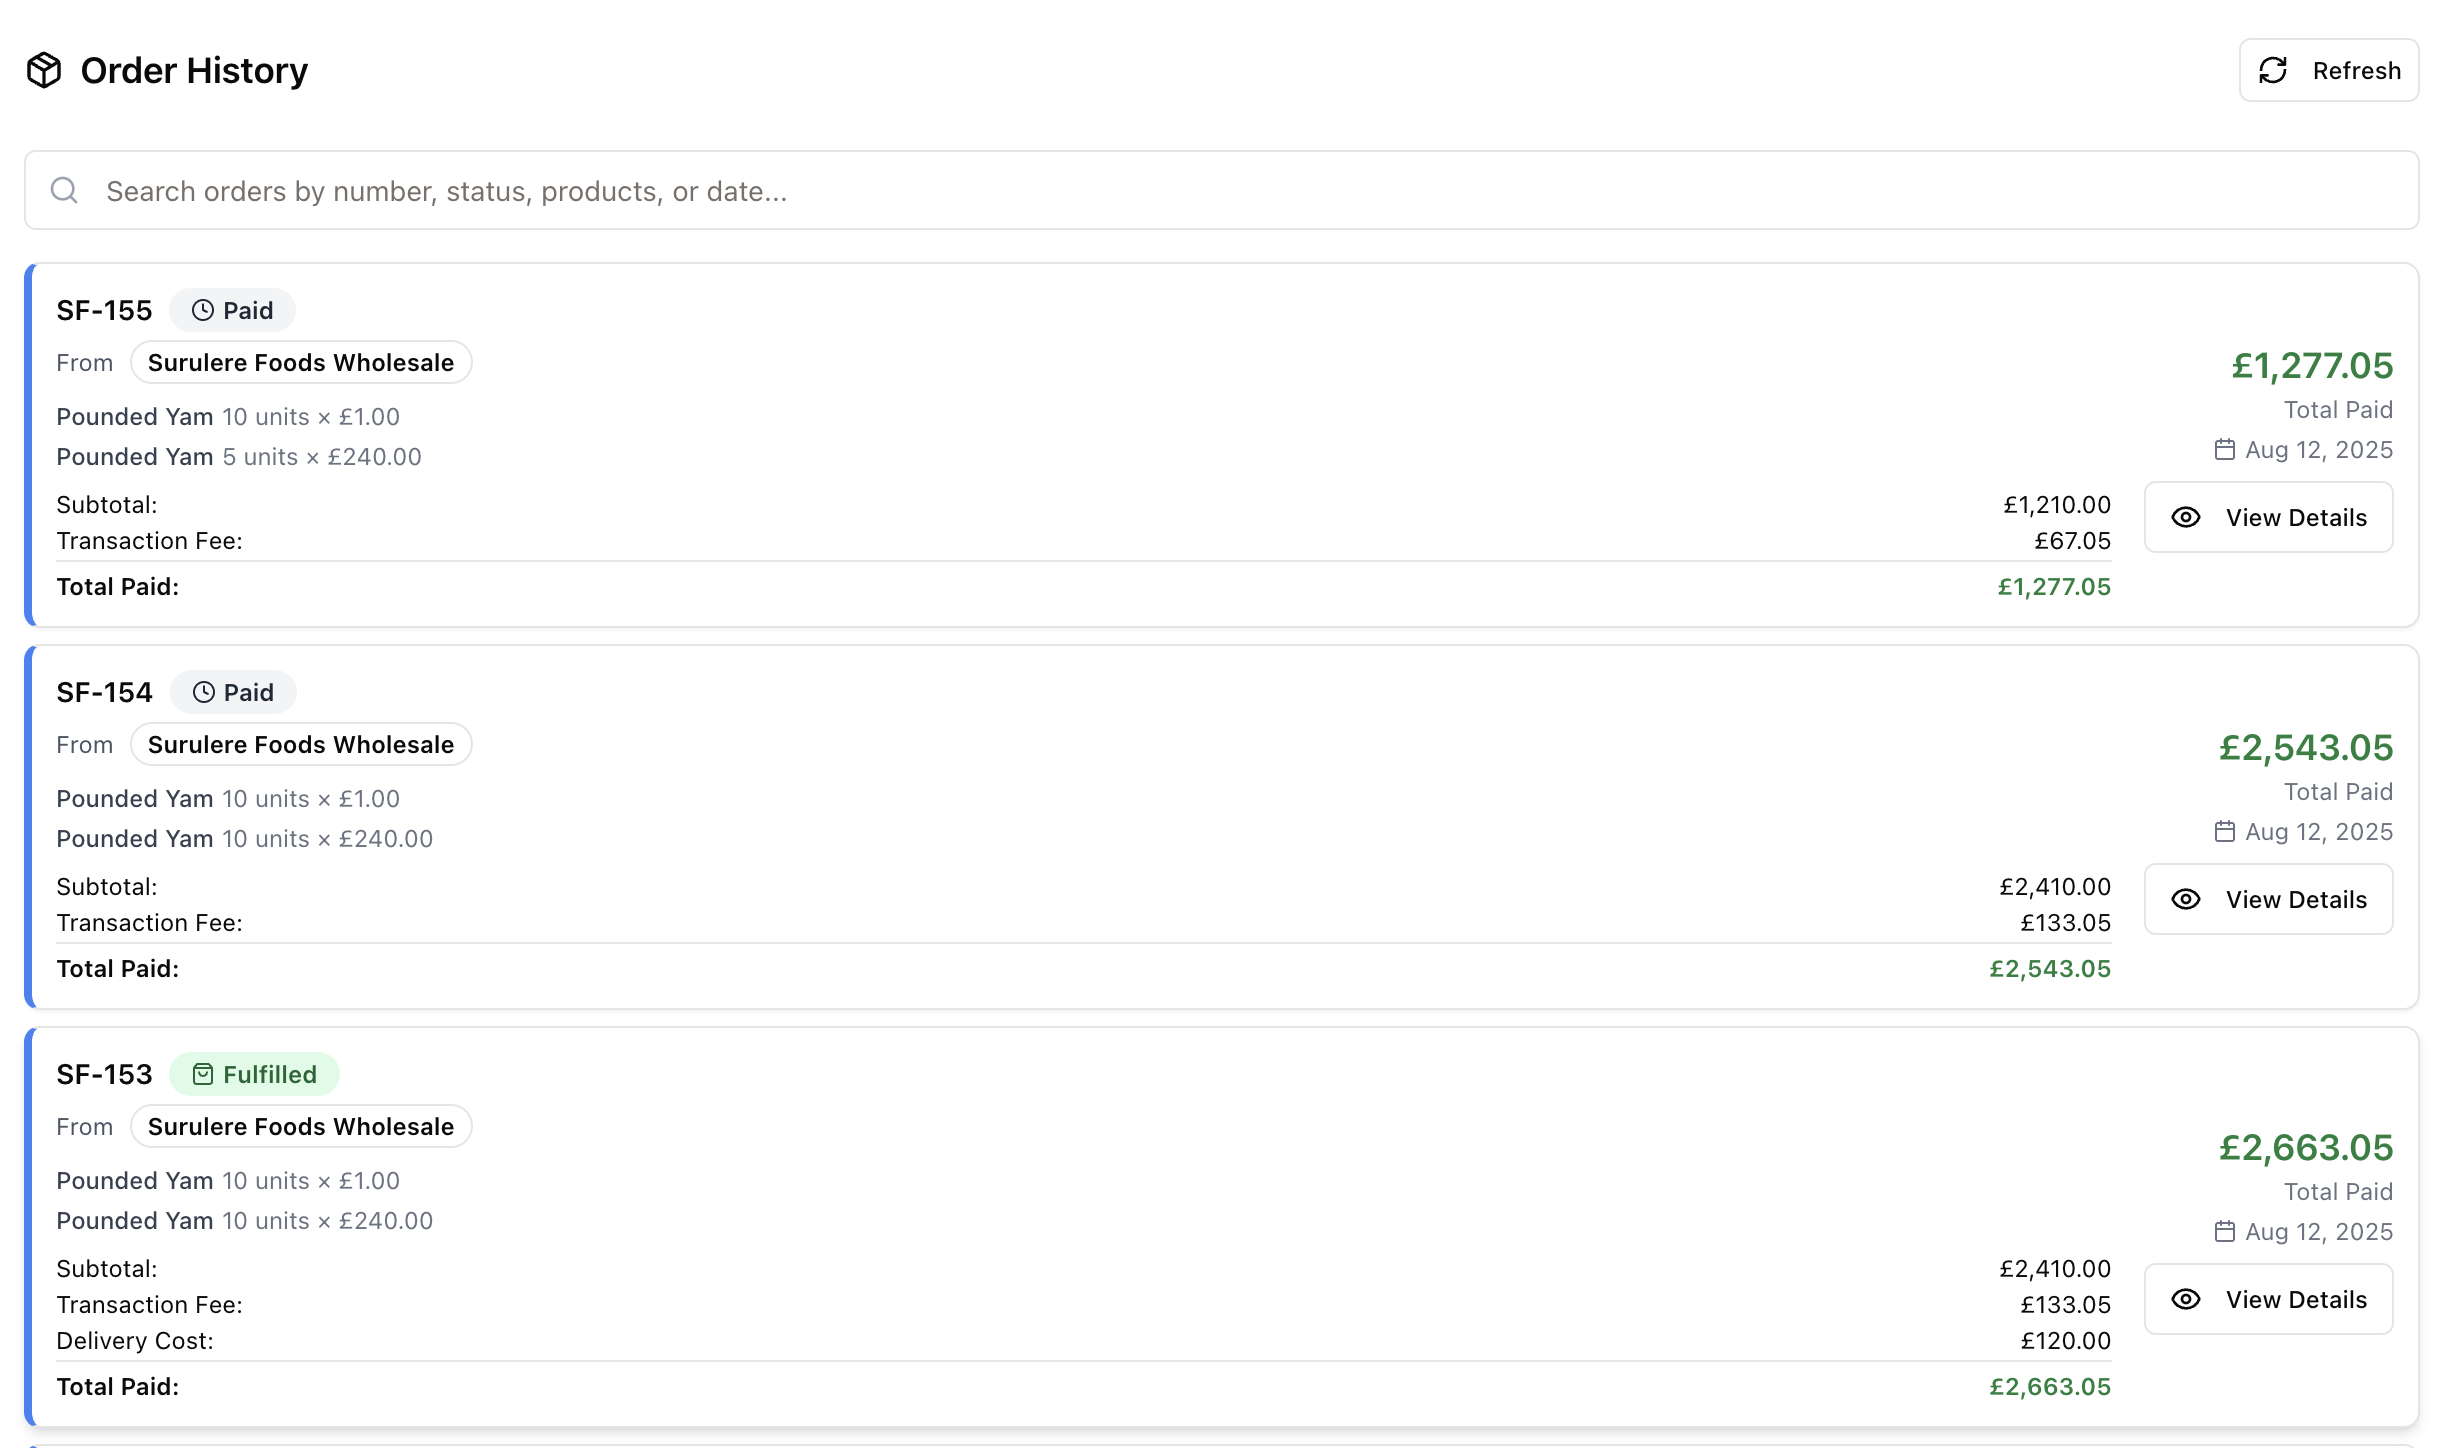 Order History
Refresh
Search orders by number, status, products, or date...
SF-155 Paid
From Surulere Foods Wholesale
£1,277.05
Total Paid
Aug 12, 2025
Pounded Yam 10 units × £1.00
Pounded Yam 5 units × £240.00
Subtotal: £1,210.00
Transaction Fee: £67.05
View Details
Total Paid: £1,277.05
SF-154 Paid
From Surulere Foods Wholesale
£2,543.05
Total Paid
Aug 12, 2025
Pounded Yam 10 units × £1.00
Pounded Yam 10 units × £240.00
Subtotal: £2,410.00
Transaction Fee: £133.05
View Details
Total Paid: £2,543.05
SF-153 Fulfilled
From Surulere Foods Wholesale
£2,663.05
Total Paid
Aug 12, 2025
Pounded Yam 10 units × £1.00
Pounded Yam 10 units × £240.00
Subtotal: £2,410.00
Transaction Fee: £133.05
View Details
Delivery Cost: £120.00
Total Paid: £2,663.05